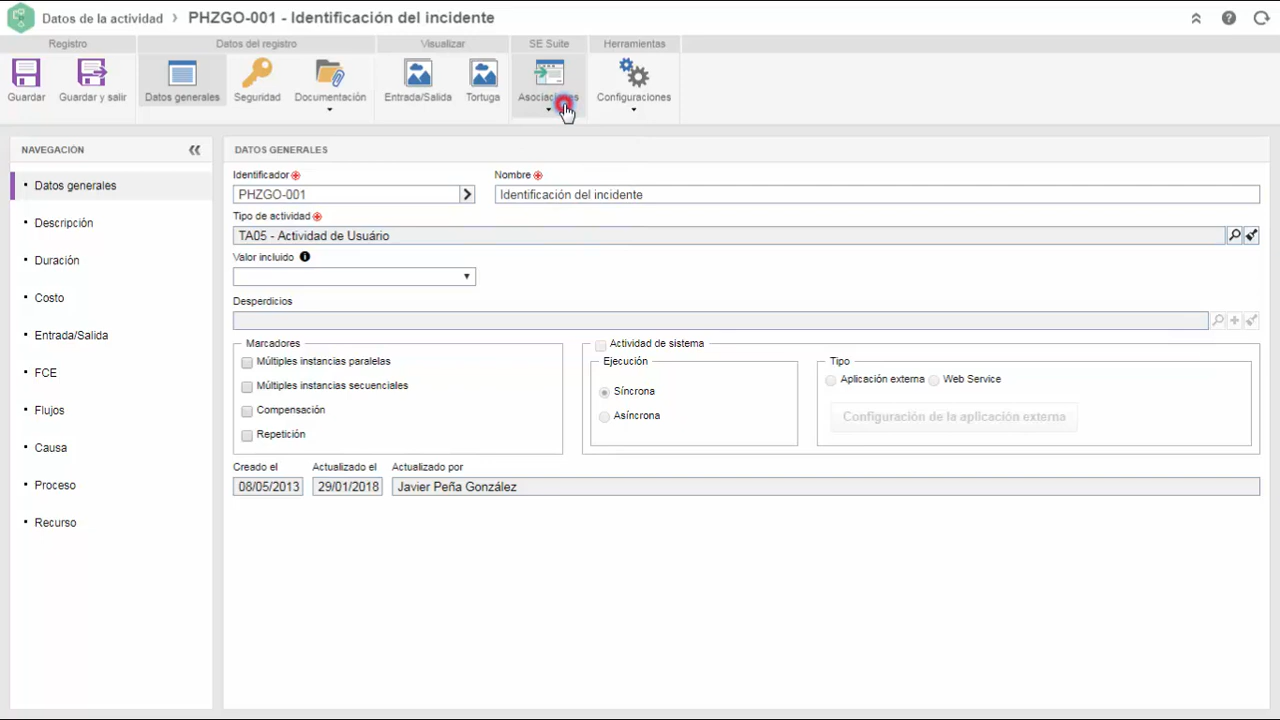 Datos de la actividad > PHZGO-001 - Identificación del incidente
Registro
Datos del registro
Visualizar
SE Suite
Herramientas
Guardar
Guardar y salir
Datos generales
Seguridad
Documentación
Entrada/Salida
Tortuga
Asociaciones
Configuraciones
NAVEGACIÓN
Datos generales
Descripción
Duración
Costo
Entrada/Salida
FCE
Flujos
Causa
Proceso
Recurso
DATOS GENERALES
Identificador
Nombre
PHZGO-001
Identificación del incidente
Tipo de actividad
TA05 - Actividad de Usuário
Valor incluido
Desperdicios
Marcadores
Múltiples instancias paralelas
Múltiples instancias secuenciales
Compensación
Repetición
Actividad de sistema
Ejecución
Síncrona
Asíncrona
Tipo
Aplicación externa
Web Service
Configuración de la aplicación externa
Creado el
Actualizado el
Actualizado por
08/05/2013
29/01/2018
Javier Peña González